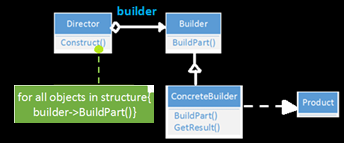 builder
Director
Construct()
Builder
BuildPart()
for all objects in structure{
builder->BuildPart()}
ConcreteBuilder
BuildPart()
GetResult()
Product